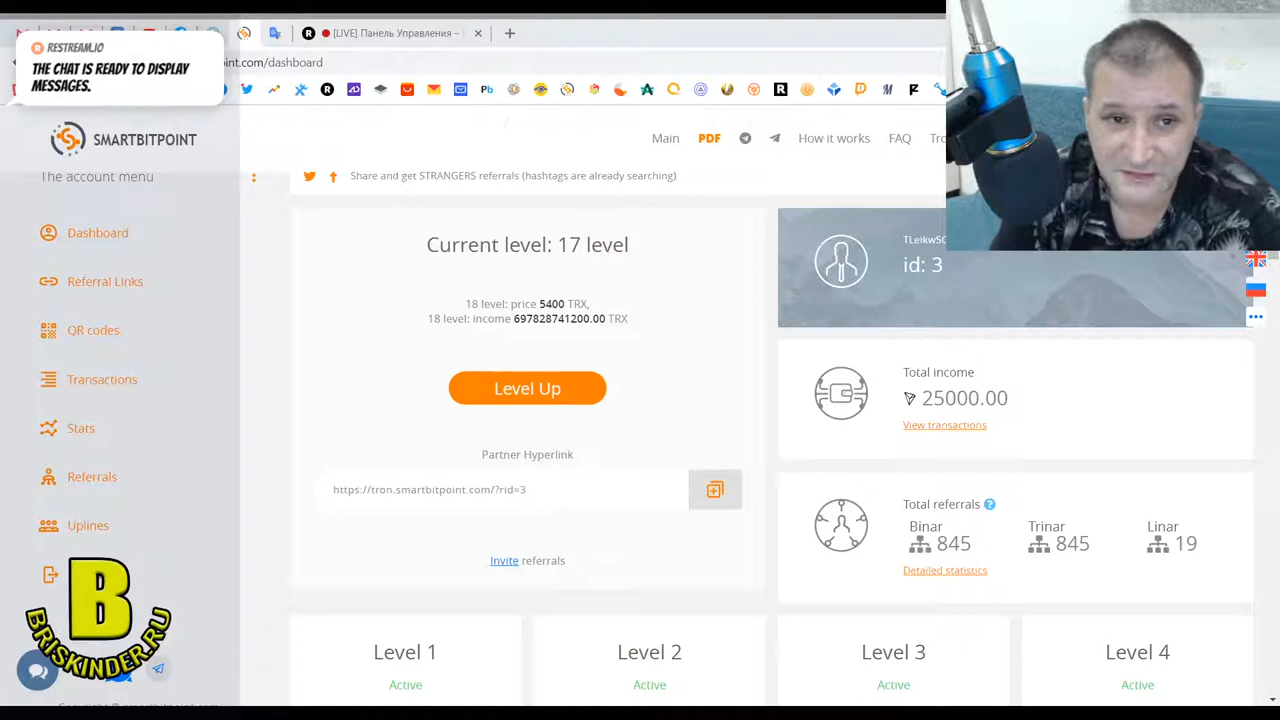 RESTREAM.IO
THE CHAT IS READY TO DISPLAY
MESSAGES.
[LIVE] Панель Управления –
point.com/dashboard
SMARTBITPOINT
Main
PDF
How it works
FAQ
Tro
The account menu
Share and get STRANGERS referrals (hashtags are already searching)
Dashboard
Referral Links
QR codes
Transactions
Stats
Referrals
Uplines
Current level: 17 level
18 level: price 5400 TRX,
18 level: income 697828741200.00 TRX
Level Up
Partner Hyperlink
https://tron.smartbitpoint.com/?rid=3
Invite referrals
id: 3
Total income
25000.00
View transactions
Total referrals
Binar
845
Trinar
845
Linar
19
Detailed statistics
Level 1
Active
Level 2
Active
Level 3
Active
Level 4
Active
B
BRISKINDER.RU